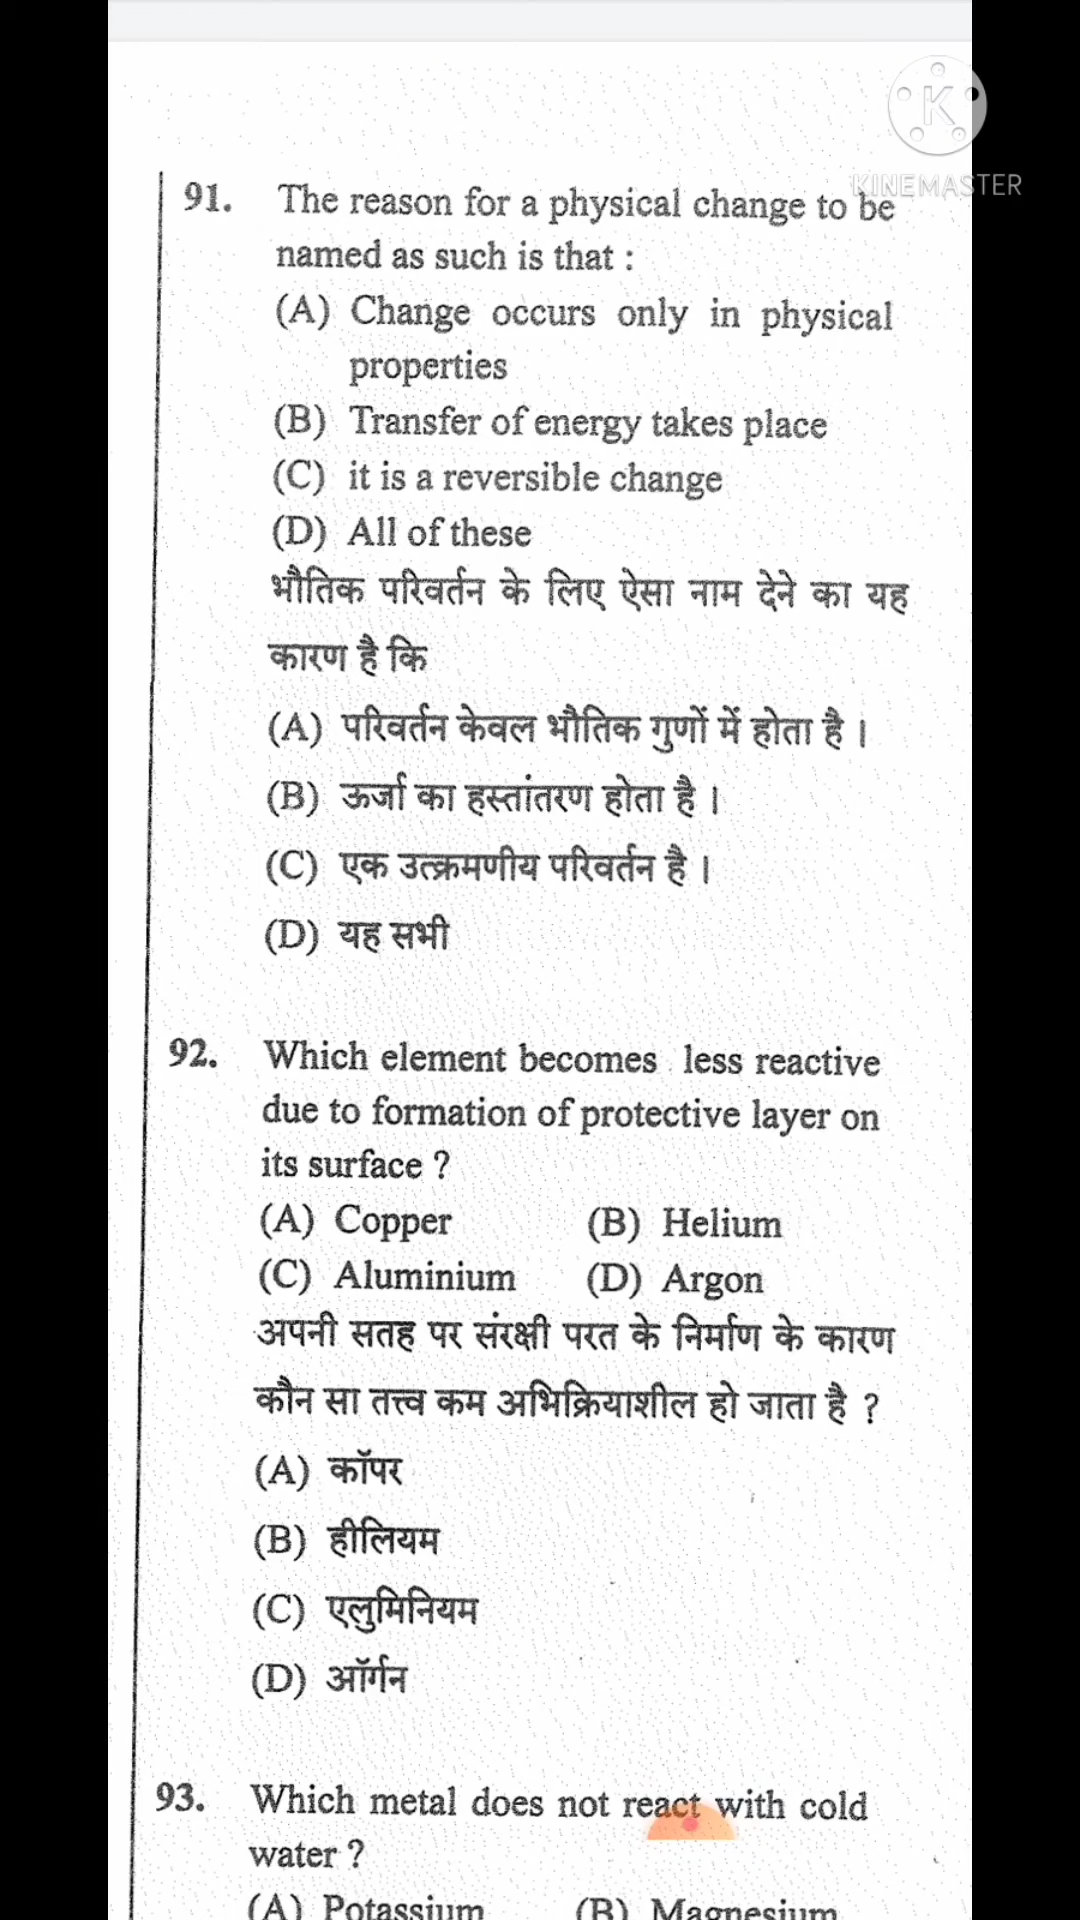 K
KINEMASTER
91. The reason for a physical change to be
named as such is that :
(A) Change occurs only in physical
properties
(B) Transfer of energy takes place
(C) it is a reversible change
(D) All of these
भौतिक परिवर्तन के लिए ऐसा नाम देने का यह
कारण है कि
(A) परिवर्तन केवल भौतिक गुणों में होता है ।
(B) ऊर्जा का हस्तांतरण होता है ।
(C) एक उत्क्रमणीय परिवर्तन है ।
(D) यह सभी
92. Which element becomes less reactive
due to formation of protective layer on
its surface ?
(A) Copper (B) Helium
(C) Aluminium (D) Argon
अपनी सतह पर संरक्षी परत के निर्माण के कारण
कौन सा तत्त्व कम अभिक्रियाशील हो जाता है ?
(A) कॉपर
(B) हीलियम
(C) एलुमिनियम
(D) ऑर्गन
93. Which metal does not react with cold
water ?
(A) Potassium (B) Magnesium